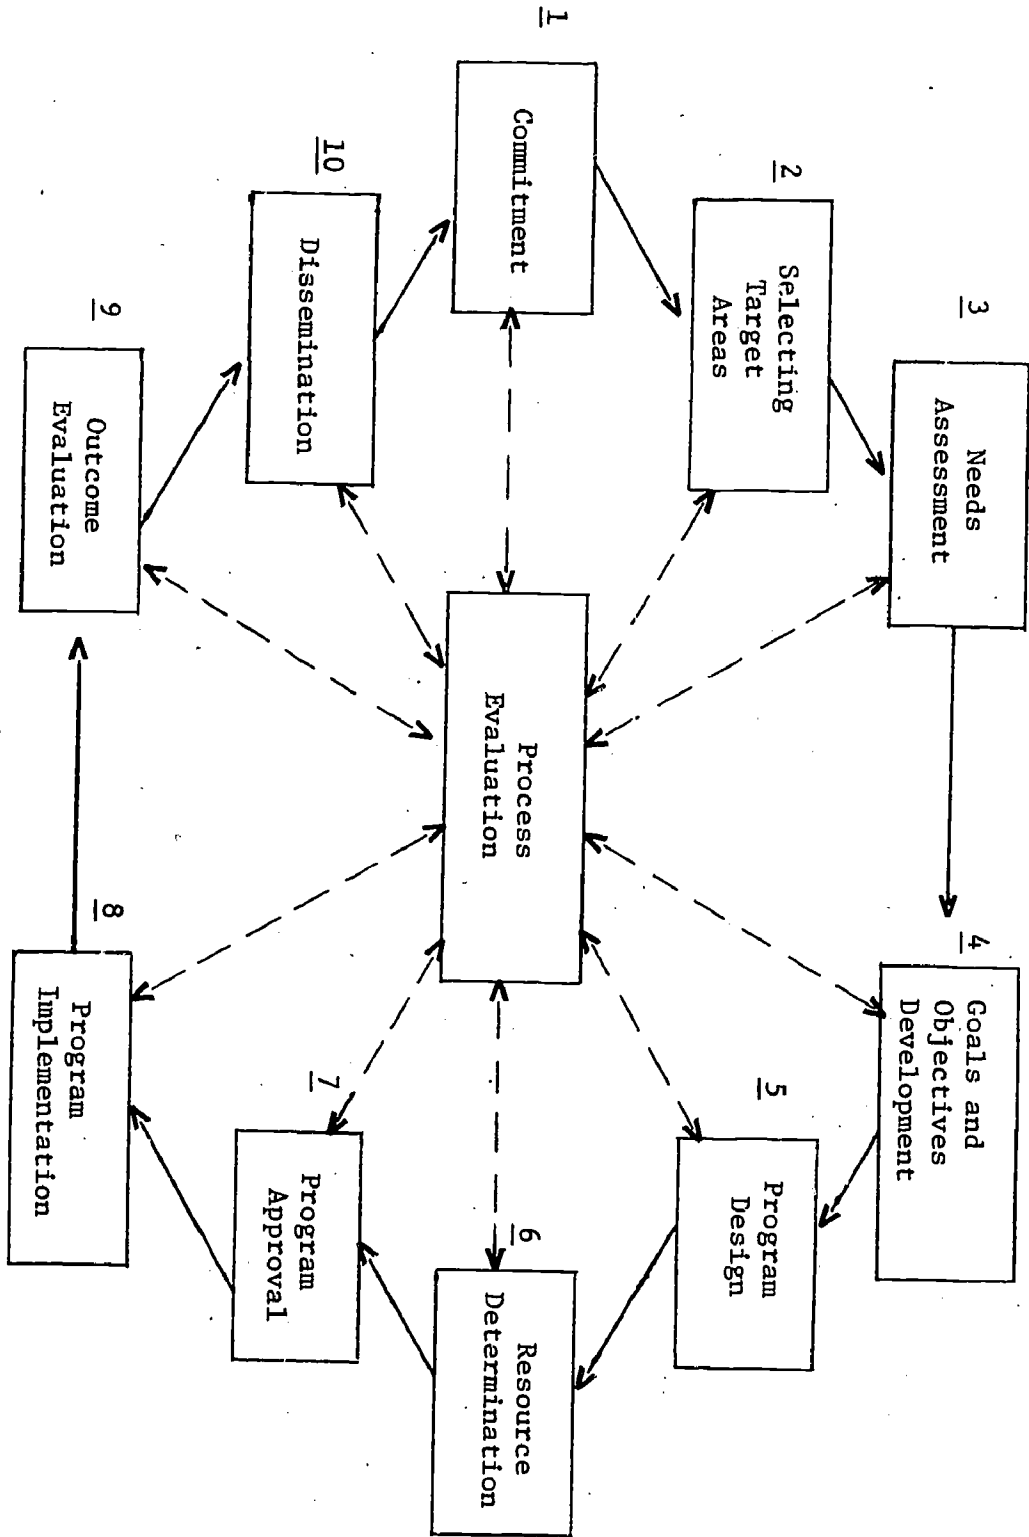 1
Commitment
2
Selecting
Target
Areas
3
Needs
Assessment
4
Goals and
Objectives
Development
5
Program
Design
6
Resource
Determination
7
Program
Approval
8
Program
Implementation
9
Outcome
Evaluation
10
Dissemination
Process
Evaluation